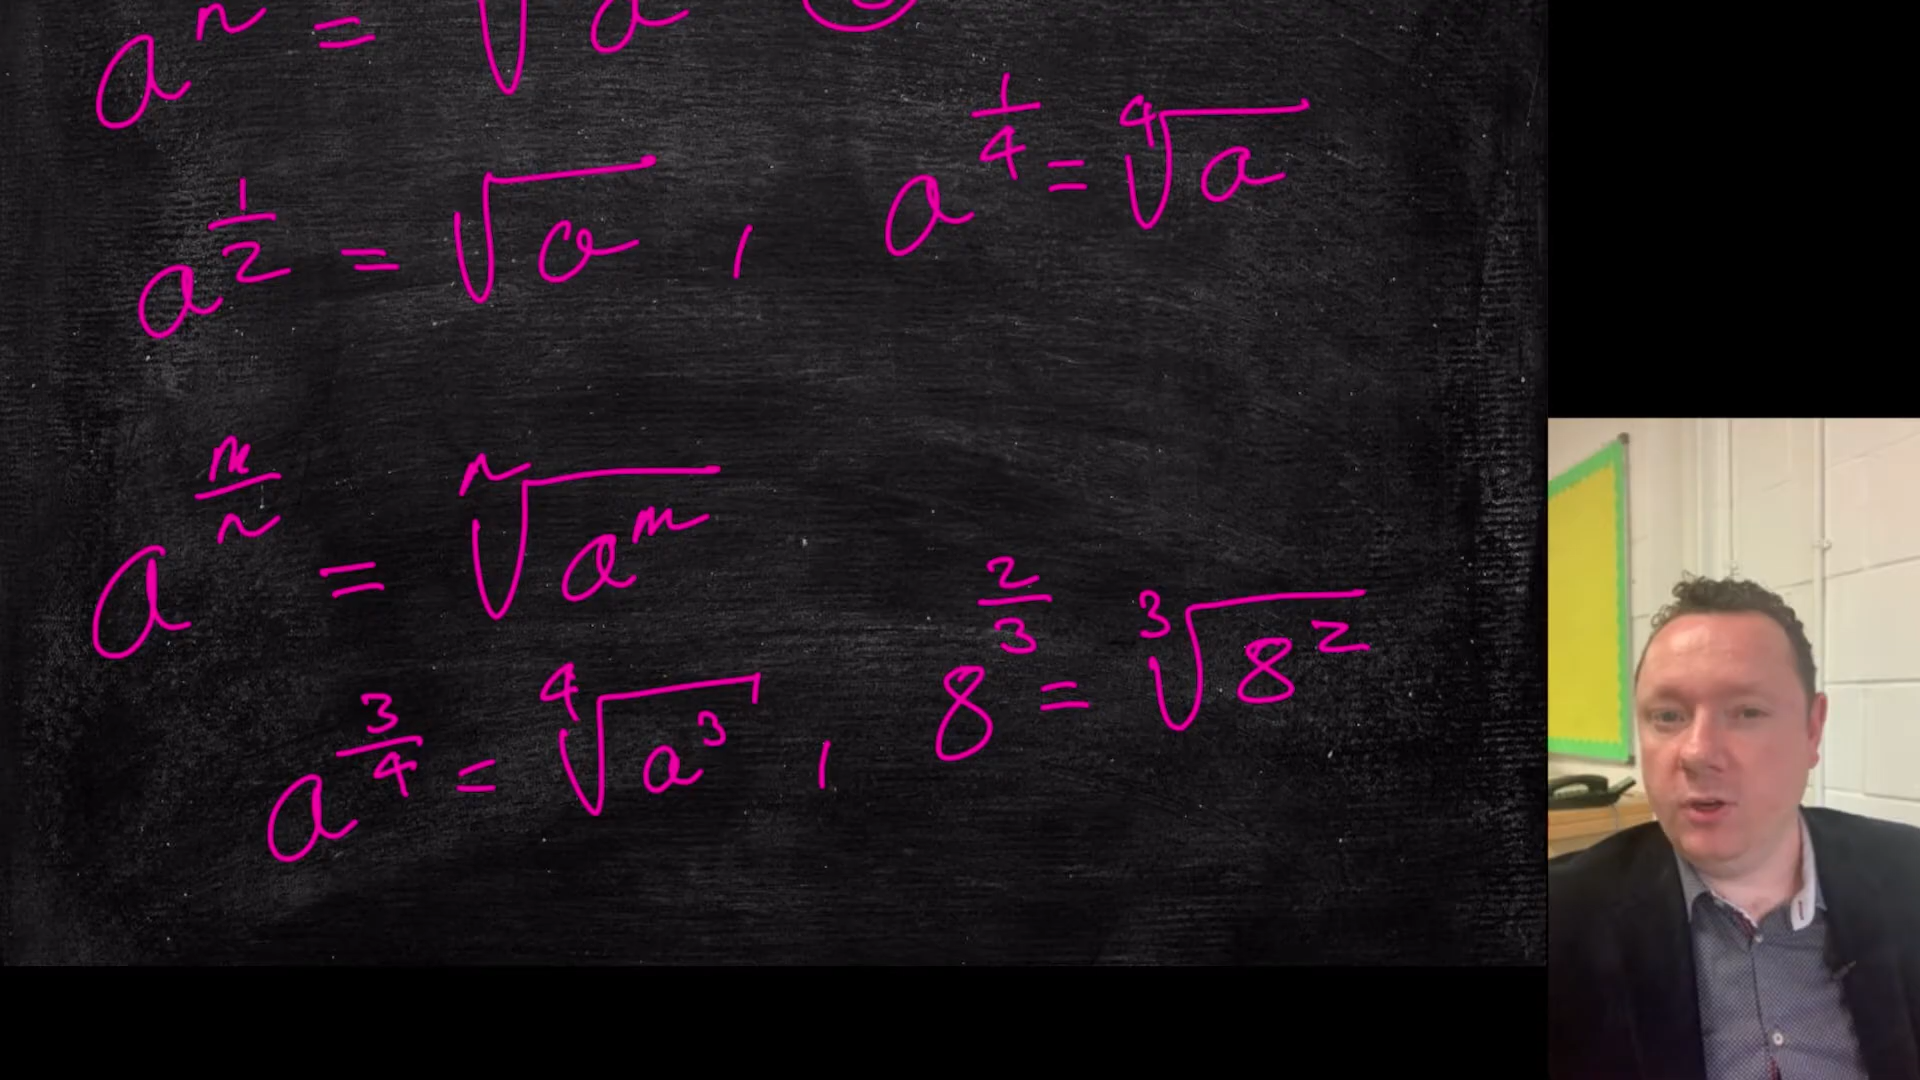 a^n = √a
a^{1/2} = √a , a^{1/4} = ⁴√a
a^{m/n} = ⁿ√a^m
a^{3/4} = ⁴√a³ , 8^{2/3} = ³√8²